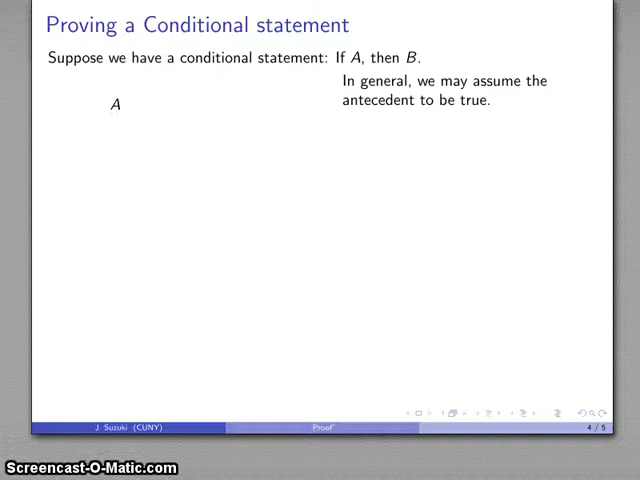 Proving a Conditional statement
Suppose we have a conditional statement: If A, then B.
In general, we may assume the
antecedent to be true.
A
J. Suzuki (CUNY)
Proof
4 / 5
Screencast-O-Matic.com